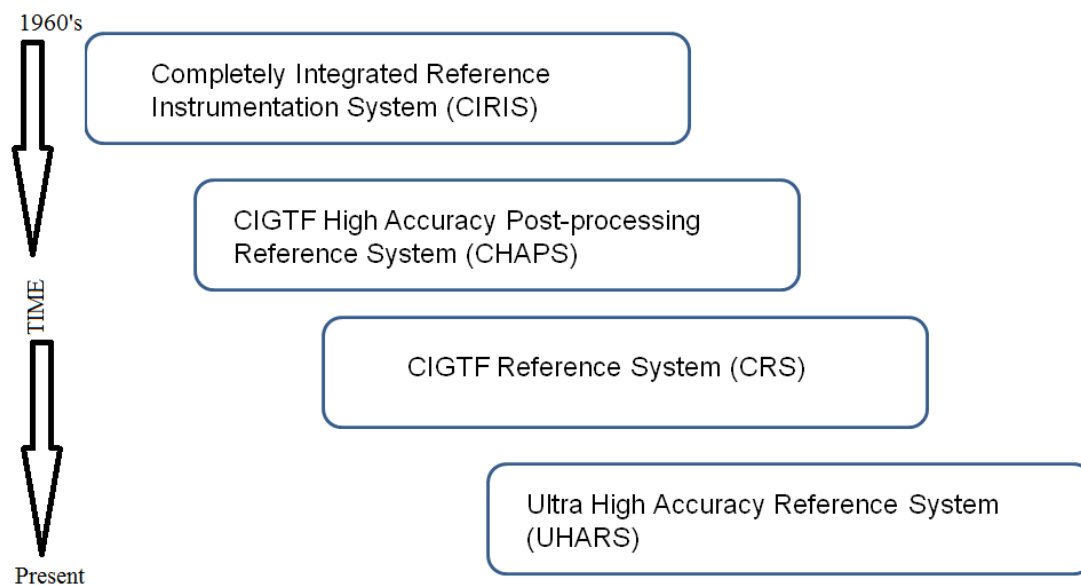 1960's
Completely Integrated Reference
Instrumentation System (CIRIS)
CIGTF High Accuracy Post-processing
Reference System (CHAPS)
TIME
CIGTF Reference System (CRS)
Ultra High Accuracy Reference System
(UHARS)
Present